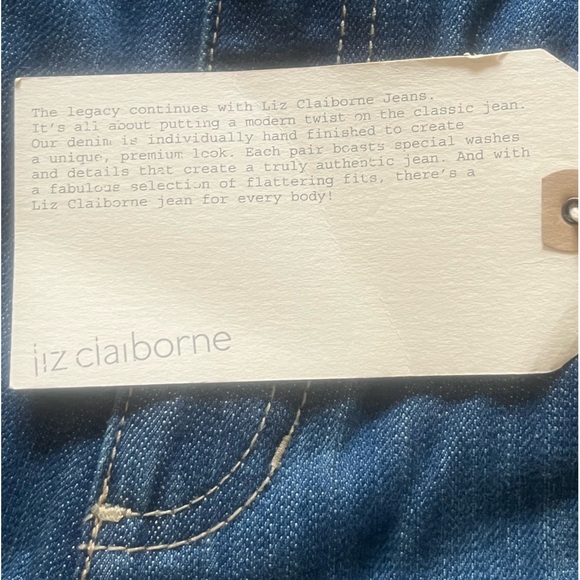 The legacy continues with Liz Claiborne Jeans.
It's all about putting a modern twist on the classic jean.
Our denim is individually hand finished to create
a unique, premium look. Each pair boasts special washes
and details that create a truly authentic jean. And with
a fabulous selection of flattering fits, there's a
Liz Claiborne jean for every body!
liz claiborne